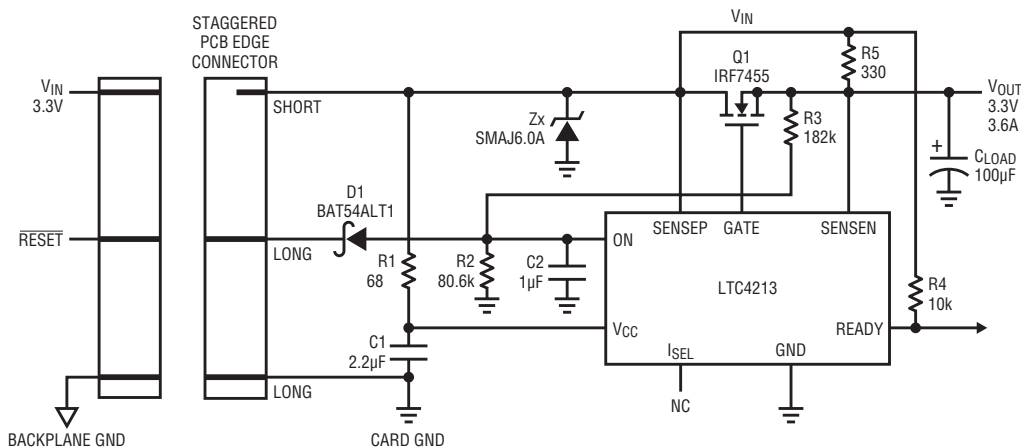 STAGGERED
PCB EDGE
CONNECTOR
VIN
3.3V
SHORT
VIN
Q1
IRF7455
R5
330
VOUT
3.3V
3.6A
Zx
SMAJ6.0A
R3
182k
+
CLOAD
100µF
D1
BAT54ALT1
RESET
LONG
R1
68
R2
80.6k
C2
1µF
ON
SENSEP
GATE
SENSEN
LTC4213
R4
10k
VCC
READY
C1
2.2µF
ISEL
GND
LONG
NC
BACKPLANE GND
CARD GND